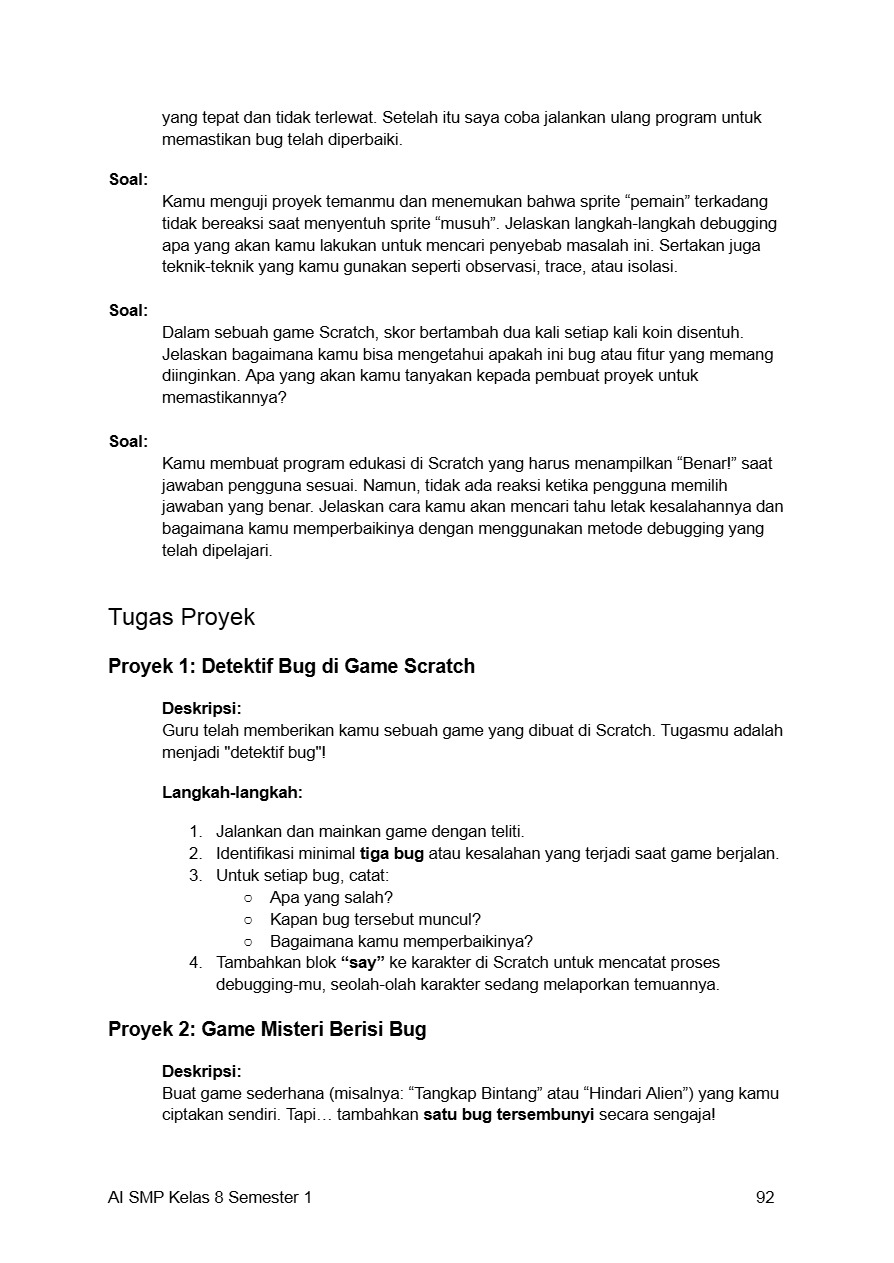 yang tepat dan tidak terlewat. Setelah itu saya coba jalankan ulang program untuk
memastikan bug telah diperbaiki.
Soal:
Kamu menguji proyek temanmu dan menemukan bahwa sprite “pemain” terkadang
tidak bereaksi saat menyentuh sprite “musuh”. Jelaskan langkah-langkah debugging
apa yang akan kamu lakukan untuk mencari penyebab masalah ini. Sertakan juga
teknik-teknik yang kamu gunakan seperti observasi, trace, atau isolasi.
Soal:
Dalam sebuah game Scratch, skor bertambah dua kali setiap kali koin disentuh.
Jelaskan bagaimana kamu bisa mengetahui apakah ini bug atau fitur yang memang
diinginkan. Apa yang akan kamu tanyakan kepada pembuat proyek untuk
memastikannya?
Soal:
Kamu membuat program edukasi di Scratch yang harus menampilkan “Benar!” saat
jawaban pengguna sesuai. Namun, tidak ada reaksi ketika pengguna memilih
jawaban yang benar. Jelaskan cara kamu akan mencari tahu letak kesalahannya dan
bagaimana kamu memperbaikinya dengan menggunakan metode debugging yang
telah dipelajari.
Tugas Proyek
Proyek 1: Detektif Bug di Game Scratch
Deskripsi:
Guru telah memberikan kamu sebuah game yang dibuat di Scratch. Tugasmu adalah
menjadi "detektif bug"!
Langkah-langkah:
1. Jalankan dan mainkan game dengan teliti.
2. Identifikasi minimal tiga bug atau kesalahan yang terjadi saat game berjalan.
3. Untuk setiap bug, catat:
○ Apa yang salah?
○ Kapan bug tersebut muncul?
○ Bagaimana kamu memperbaikinya?
4. Tambahkan blok “say” ke karakter di Scratch untuk mencatat proses
debugging-mu, seolah-olah karakter sedang melaporkan temuannya.
Proyek 2: Game Misteri Berisi Bug
Deskripsi:
Buat game sederhana (misalnya: “Tangkap Bintang” atau “Hindari Alien”) yang kamu
ciptakan sendiri. Tapi… tambahkan satu bug tersembunyi secara sengaja!
AI SMP Kelas 8 Semester 1 92